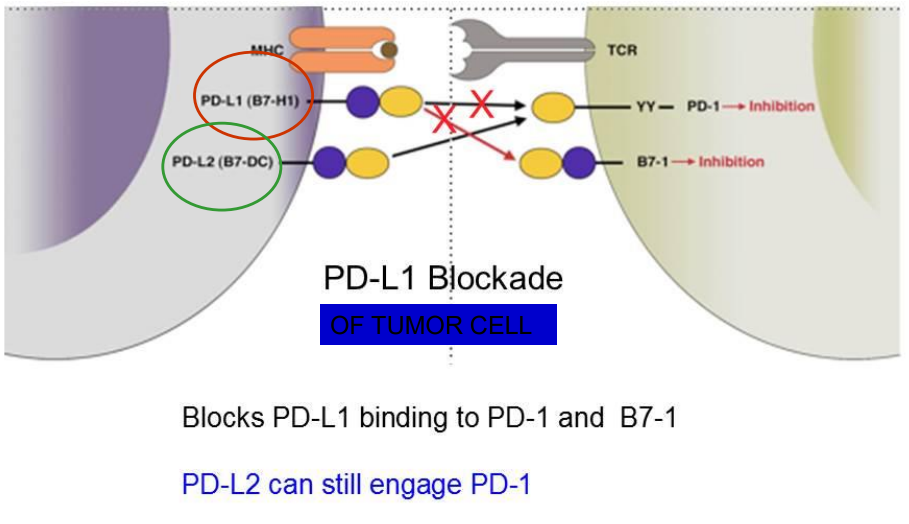 MHC
TCR
PD-L1 (B7-H1)
YY
PD-1
Inhibition
PD-L2 (B7-DC)
B7-1
Inhibition
PD-L1 Blockade
OF TUMOR CELL
Blocks PD-L1 binding to PD-1 and B7-1
PD-L2 can still engage PD-1